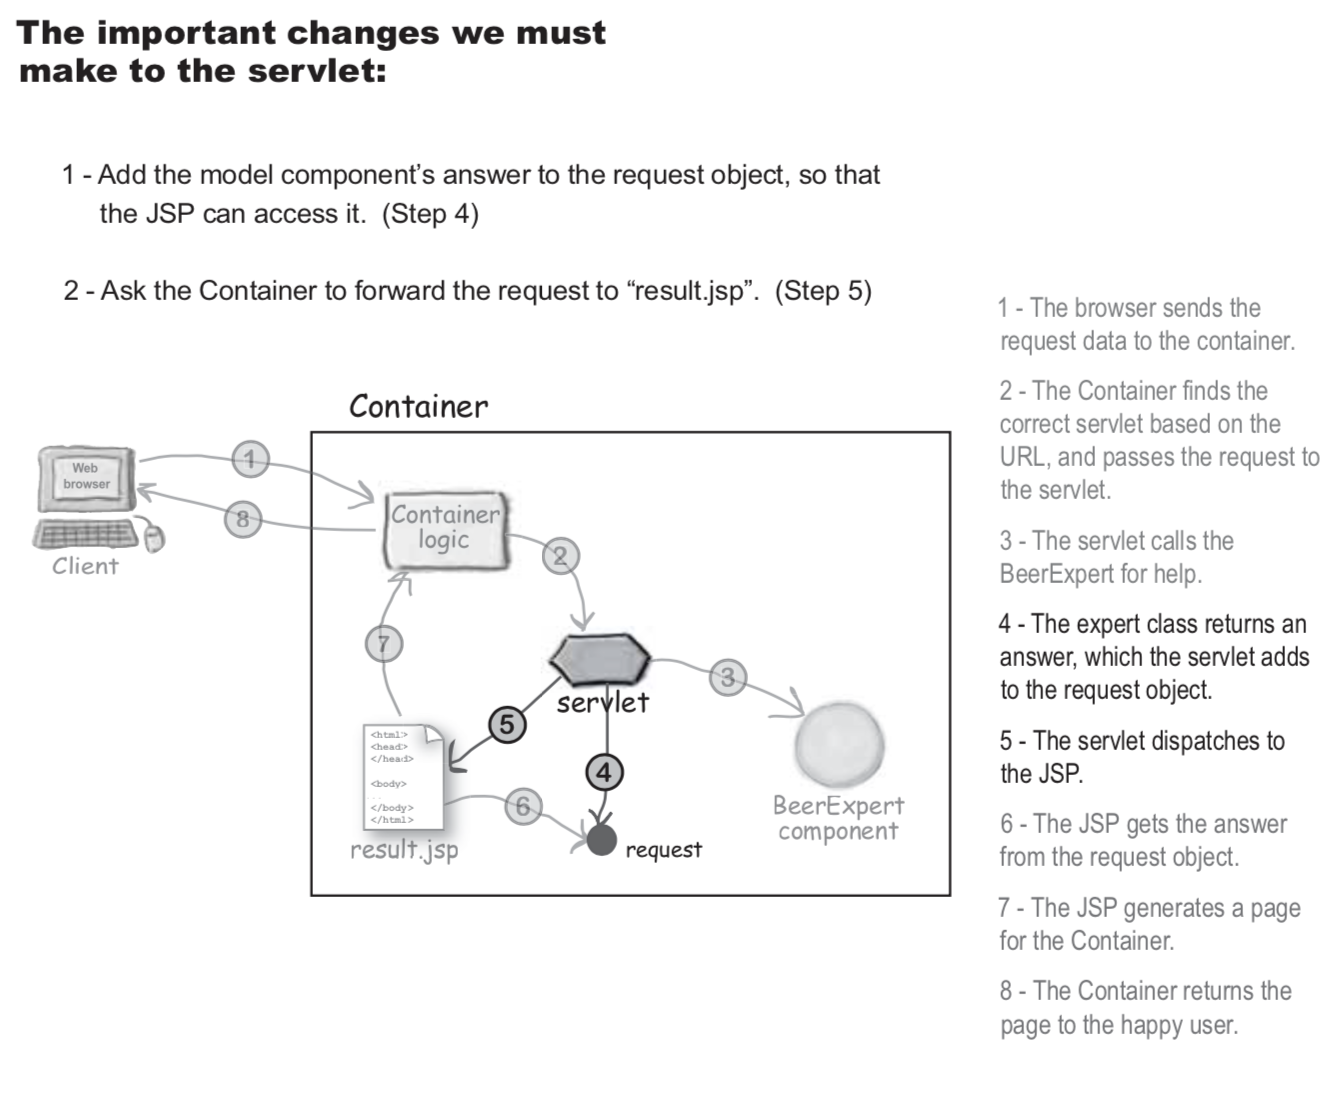 The important changes we must
make to the servlet:
1 - Add the model component’s answer to the request object, so that
the JSP can access it.  (Step 4)
2 - Ask the Container to forward the request to “result.jsp”.  (Step 5)
Container
Web
browser
Client
1
8
Container
logic
2
7
servlet
3
5
4
<html>
<head>
</head>
<body>
...
</body>
</html>
6
result.jsp
request
BeerExpert
component
1 - The browser sends the
request data to the container.
2 - The Container finds the
correct servlet based on the
URL, and passes the request to
the servlet.
3 - The servlet calls the
BeerExpert for help.
4 - The expert class returns an
answer, which the servlet adds
to the request object.
5 - The servlet dispatches to
the JSP.
6 - The JSP gets the answer
from the request object.
7 - The JSP generates a page
for the Container.
8 - The Container returns the
page to the happy user.